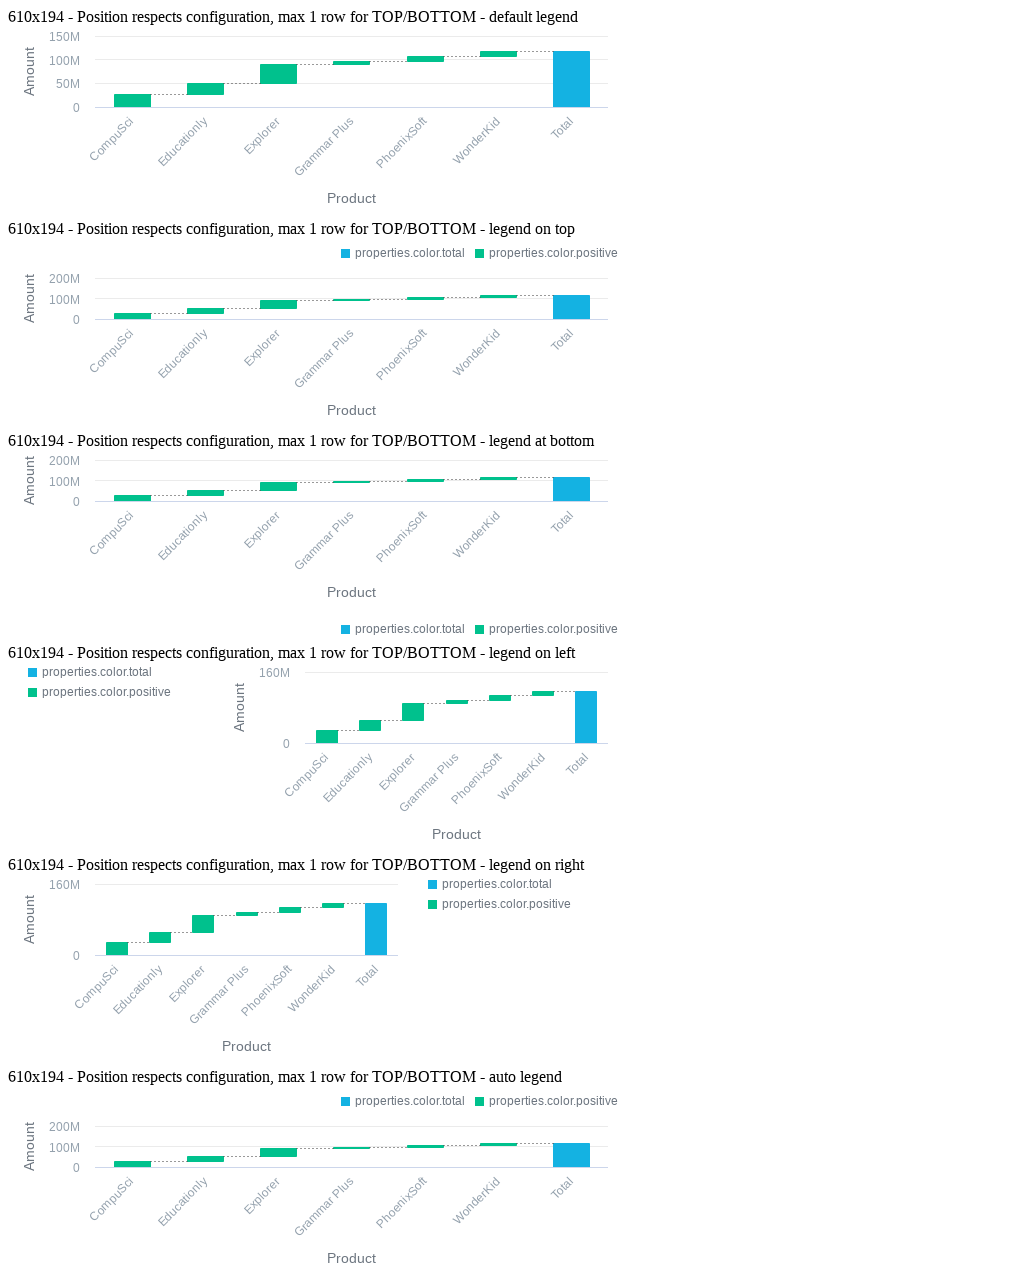 610x194 - Position respects configuration, max 1 row for TOP/BOTTOM - default legend
150M
100M
50M
0
Amount
CompuSci
Educationly
Explorer
Grammar Plus
PhoenixSoft
WonderKid
Total
Product
610x194 - Position respects configuration, max 1 row for TOP/BOTTOM - legend on top
properties.color.total properties.color.positive
200M
100M
0
Amount
CompuSci
Educationly
Explorer
Grammar Plus
PhoenixSoft
WonderKid
Total
Product
610x194 - Position respects configuration, max 1 row for TOP/BOTTOM - legend at bottom
200M
100M
0
Amount
CompuSci
Educationly
Explorer
Grammar Plus
PhoenixSoft
WonderKid
Total
Product
properties.color.total properties.color.positive
610x194 - Position respects configuration, max 1 row for TOP/BOTTOM - legend on left
properties.color.total
properties.color.positive
160M
0
Amount
CompuSci
Educationly
Explorer
Grammar Plus
PhoenixSoft
WonderKid
Total
Product
610x194 - Position respects configuration, max 1 row for TOP/BOTTOM - legend on right
160M
0
Amount
CompuSci
Educationly
Explorer
Grammar Plus
PhoenixSoft
WonderKid
Total
Product
properties.color.total
properties.color.positive
610x194 - Position respects configuration, max 1 row for TOP/BOTTOM - auto legend
properties.color.total properties.color.positive
200M
100M
0
Amount
CompuSci
Educationly
Explorer
Grammar Plus
PhoenixSoft
WonderKid
Total
Product